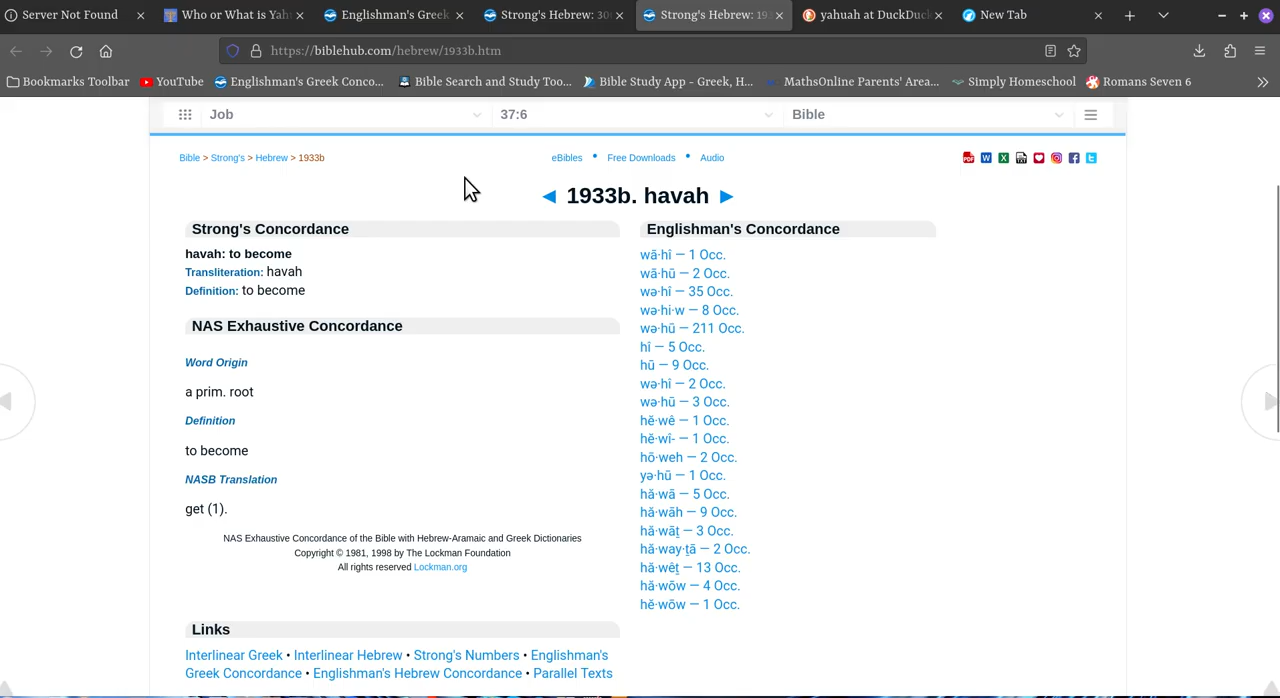 Server Not Found
Who or What is Yah
Englishman's Greek
Strong's Hebrew: 30
Strong's Hebrew: 19
yahuah at DuckDuc
New Tab
https://biblehub.com/hebrew/1933b.htm
Bookmarks Toolbar
YouTube
Englishman's Greek Conco...
Bible Search and Study Too...
Bible Study App - Greek, H...
MathsOnline Parents' Area...
Simply Homeschool
Romans Seven 6
Job
37:6
Bible
Bible > Strong's > Hebrew > 1933b
eBibles • Free Downloads • Audio
◄ 1933b. havah ►
Strong's Concordance
havah: to become
Transliteration: havah
Definition: to become
NAS Exhaustive Concordance
Word Origin
a prim. root
Definition
to become
NASB Translation
get (1).
NAS Exhaustive Concordance of the Bible with Hebrew-Aramaic and Greek Dictionaries
Copyright © 1981, 1998 by The Lockman Foundation
All rights reserved Lockman.org
Links
Interlinear Greek • Interlinear Hebrew • Strong's Numbers • Englishman's
Greek Concordance • Englishman's Hebrew Concordance • Parallel Texts
Englishman's Concordance
wā·hî — 1 Occ.
wā·hū — 2 Occ.
wə·hî — 35 Occ.
wə·hi·w — 8 Occ.
wə·hū — 211 Occ.
hî — 5 Occ.
hū — 9 Occ.
wə·hî — 2 Occ.
wə·hū — 3 Occ.
hĕ·wê — 1 Occ.
hĕ·wî- — 1 Occ.
hō·weh — 2 Occ.
yə·hū — 1 Occ.
hă·wā — 5 Occ.
hă·wāh — 9 Occ.
hă·wāṯ — 3 Occ.
hă·way·ṯā — 2 Occ.
hă·wêṯ — 13 Occ.
hă·wōw — 4 Occ.
hĕ·wōw — 1 Occ.